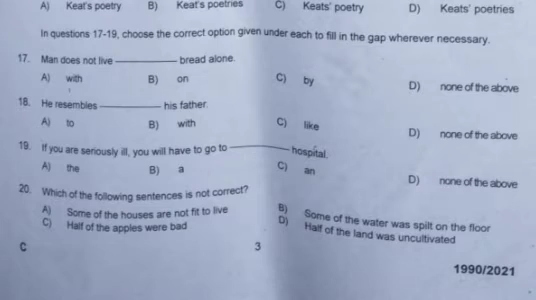 A) Keat's poetry B) Keat's poetries C) Keats' poetry D) Keats' poetries
In questions 17-19, choose the correct option given under each to fill in the gap wherever necessary.
17. Man does not live ———— bread alone.
A) with B) on C) by D) none of the above
18. He resembles ———— his father.
A) to B) with C) like D) none of the above
19. If you are seriously ill, you will have to go to ———— hospital.
A) the B) a C) an D) none of the above
20. Which of the following sentences is not correct?
A) Some of the houses are not fit to live B) Some of the water was spilt on the floor
C) Half of the apples were bad D) Half of the land was uncultivated
C 3
1990/2021